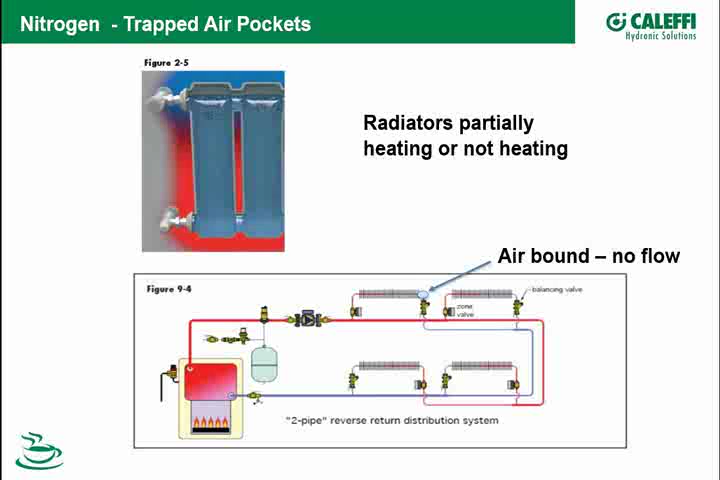 Nitrogen - Trapped Air Pockets
CALEFFI
Hydronic Solutions
Figure 2-5
Radiators partially
heating or not heating
Air bound – no flow
Figure 9-4
balancing valve
zone
valve
"2-pipe" reverse return distribution system